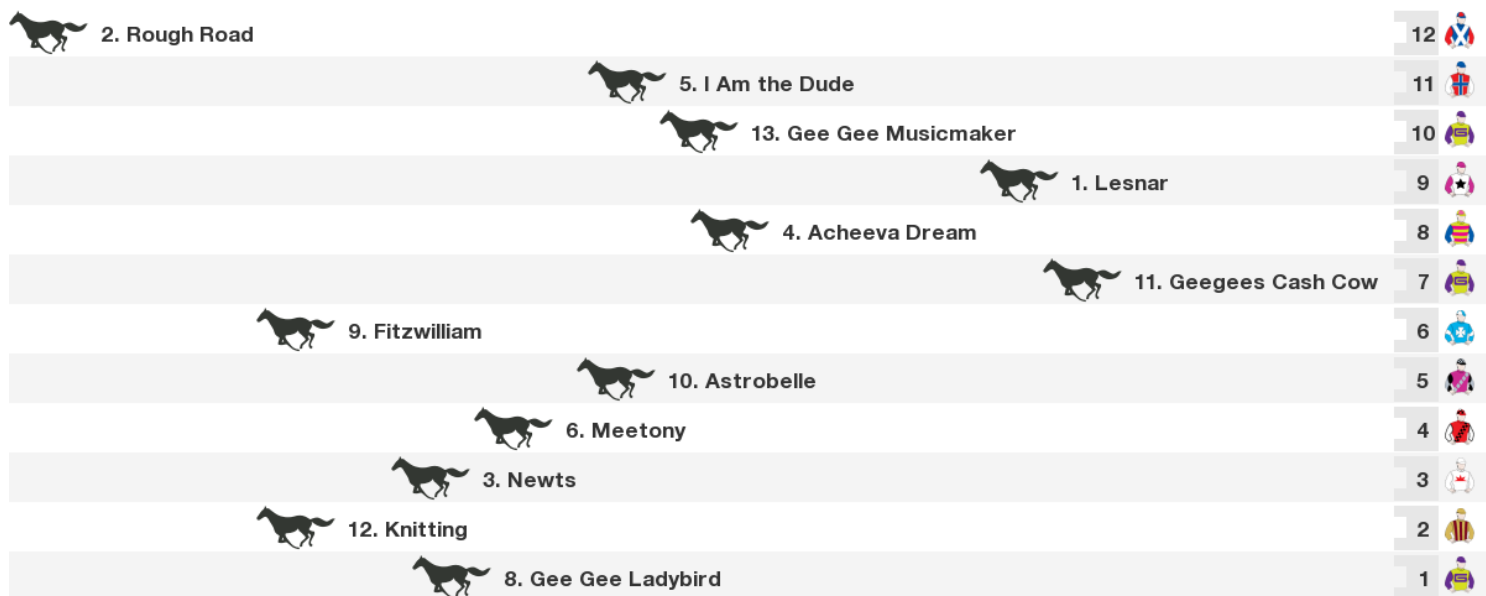 2. Rough Road 12
5. I Am the Dude 11
13. Gee Gee Musicmaker 10
1. Lesnar 9
4. Acheeva Dream 8
11. Geegees Cash Cow 7
9. Fitzwilliam 6
10. Astrobelle 5
6. Meetony 4
3. Newts 3
12. Knitting 2
8. Gee Gee Ladybird 1